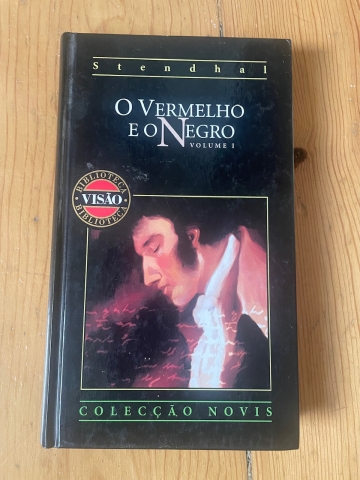 Stendhal
O VERMELHO
E O NEGRO
VOLUME I
BIBLIOTECA
VISÃO
BIBLIOTECA
COLECÇÃO NOVIS